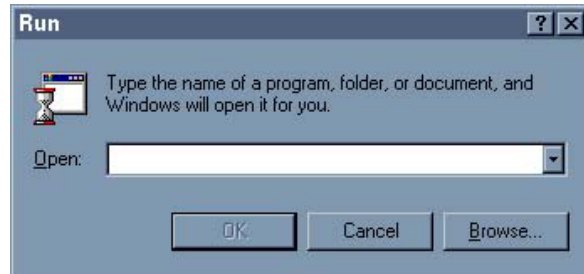 Run
Type the name of a program, folder, or document, and
Windows will open it for you.
Open:
OK
Cancel
Browse...